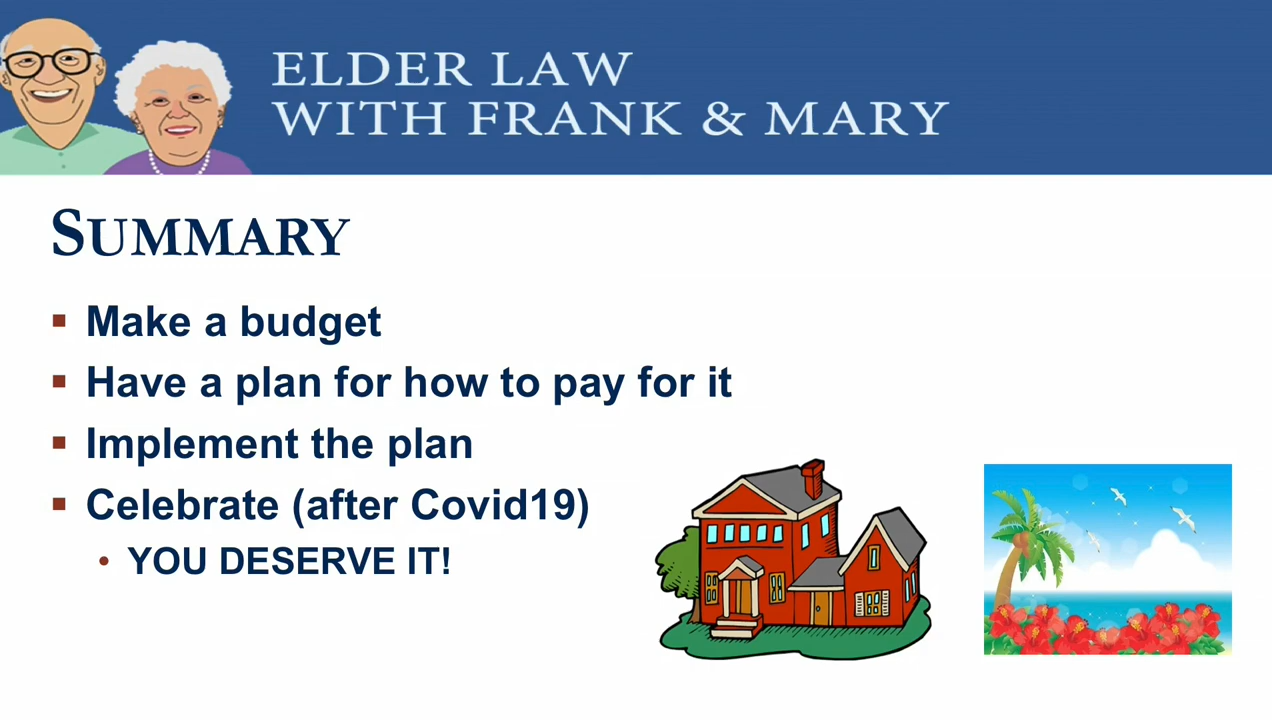 ELDER LAW
WITH FRANK & MARY
SUMMARY
▪ Make a budget
▪ Have a plan for how to pay for it
▪ Implement the plan
▪ Celebrate (after Covid19)
• YOU DESERVE IT!